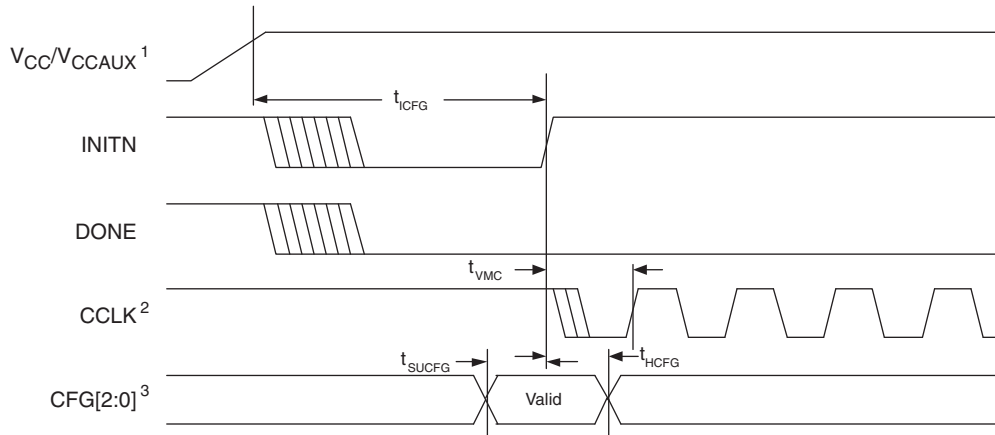 VCC/VCCAUX 1
tICFG
INITN
DONE
tVMC
CCLK 2
tSUCFG
tHCFG
CFG[2:0] 3
Valid